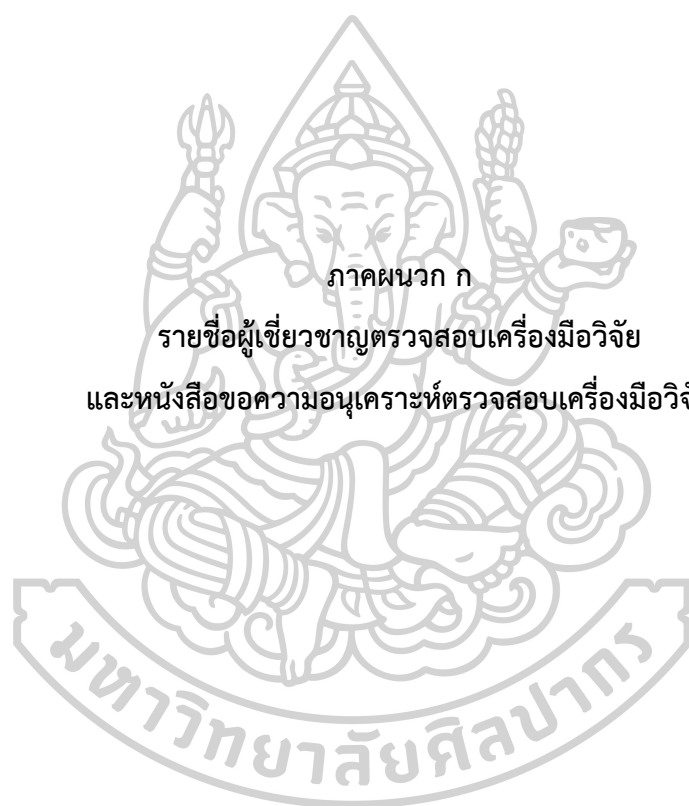 ภาคผนวก ก
รายชื่อผู้เชี่ยวชาญตรวจสอบเครื่องมือวิจัย
และหนังสือขอความอนุเคราะห์ตรวจสอบเครื่องมือวิจั
มหาวิทยาลัยศิลปากร